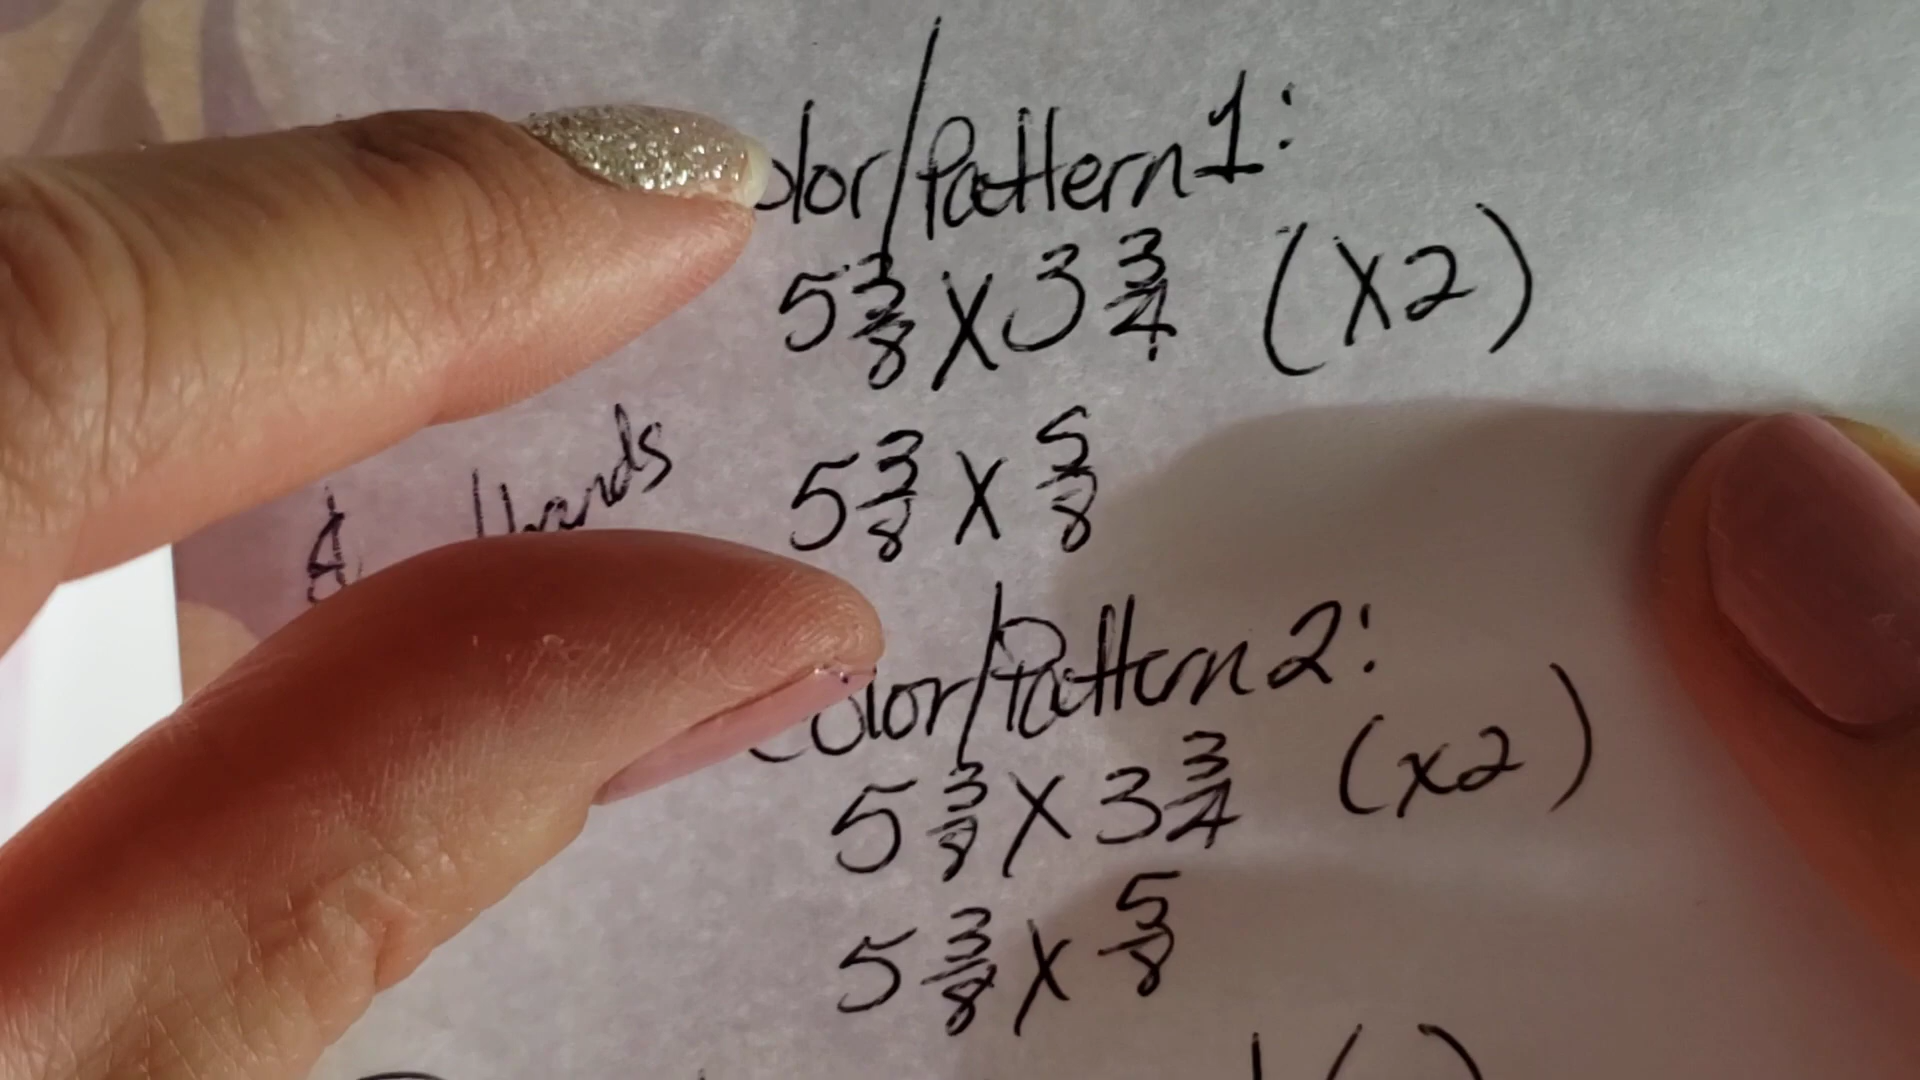 olor/Pattern 1:
5 3/8 X 3 3/4 (X2)
5 3/8 X 5/8
hands
olor/Pattern 2:
5 3/8 X 3 3/4 (x2)
5 3/8 X 5/8